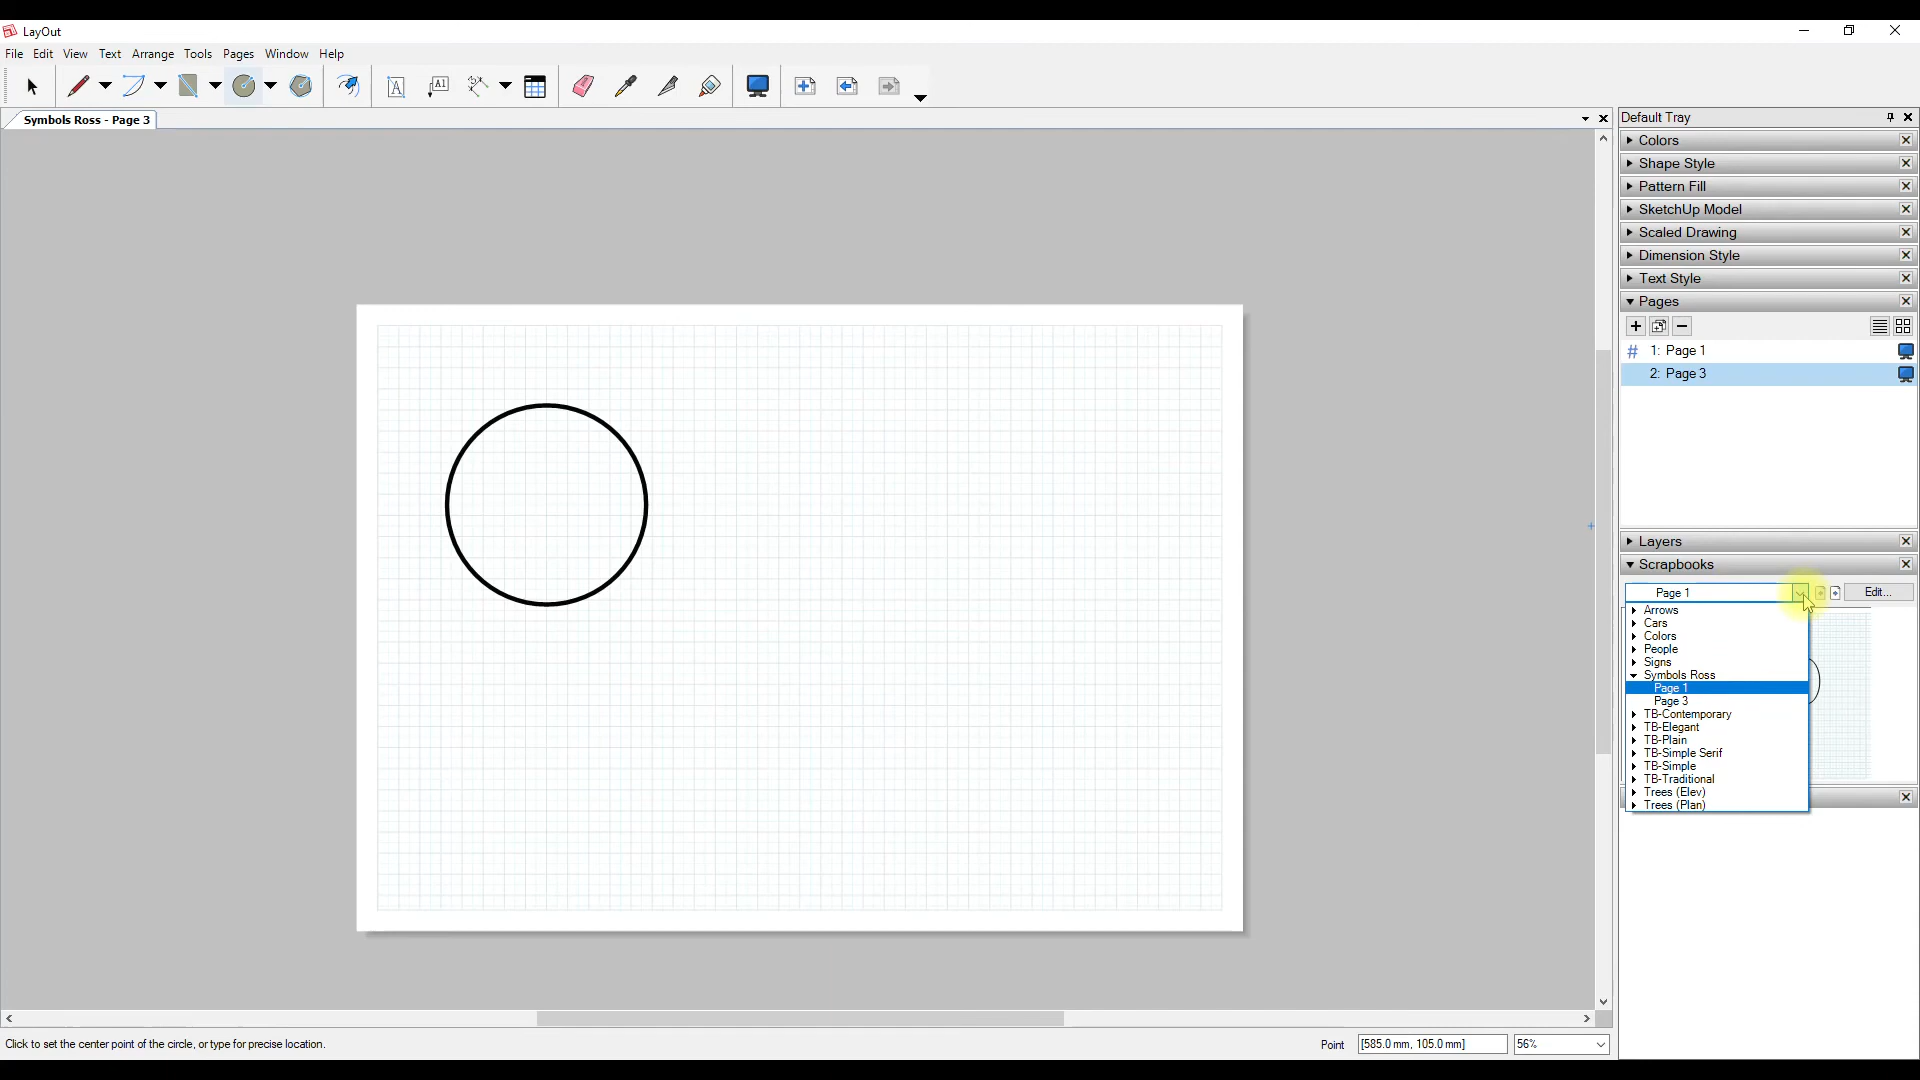 LayOut
File Edit View Text Arrange Tools Pages Window Help
A A1
Symbols Ross - Page 3
Default Tray
Colors
Shape Style
Pattern Fill
SketchUp Model
Scaled Drawing
Dimension Style
Text Style
Pages
# 1: Page 1
2: Page 3
Layers
Scrapbooks
Page 1 Edit...
Arrows
Cars
Colors
People
Signs
Symbols Ross
Page 1
Page 3
TB-Contemporary
TB-Elegant
TB-Plain
TB-Simple Serif
TB-Simple
TB-Traditional
Trees (Elev)
Trees (Plan)
Click to set the center point of the circle, or type for precise location.
Point [585.0 mm, 105.0 mm] 56%